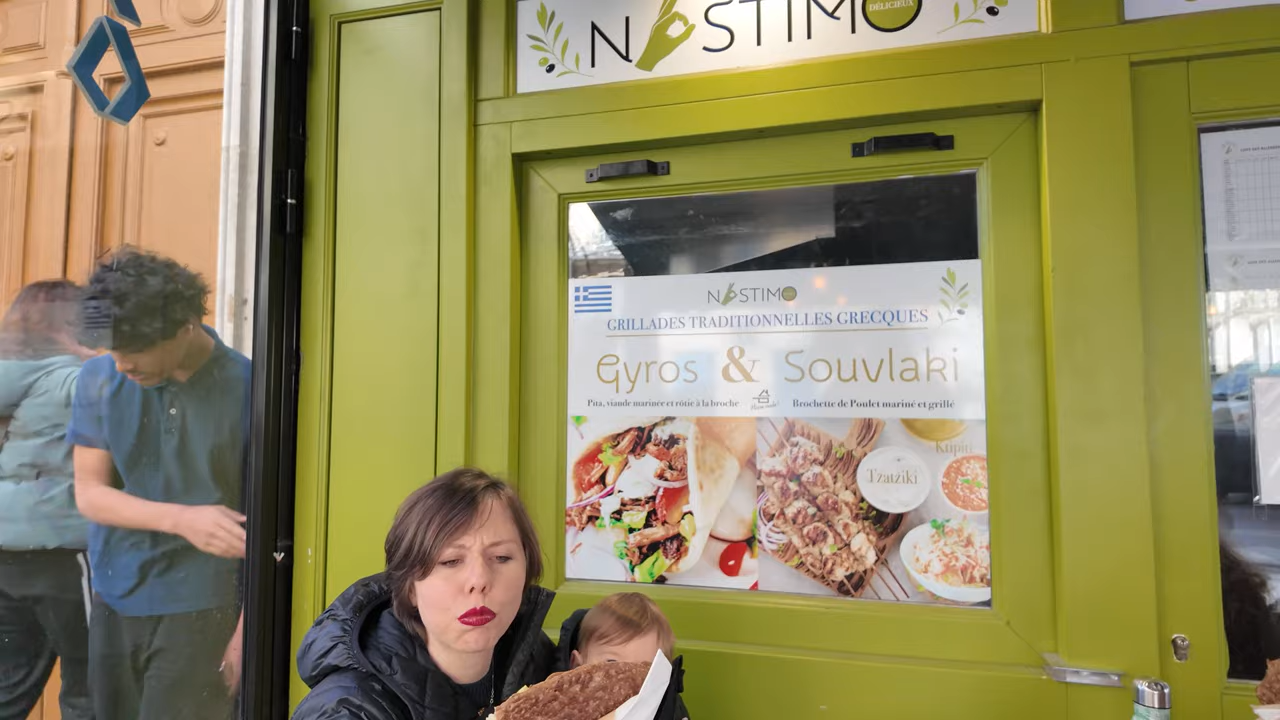 NOSTIMO
DÉLICIEUX
NOSTIMO
GRILLADES TRADITIONNELLES GRECQUES
Gyros & Souvlaki
Pita, viande marinée et rôtie à la broche
Brochette de Poulet mariné et grillé
Tzatziki